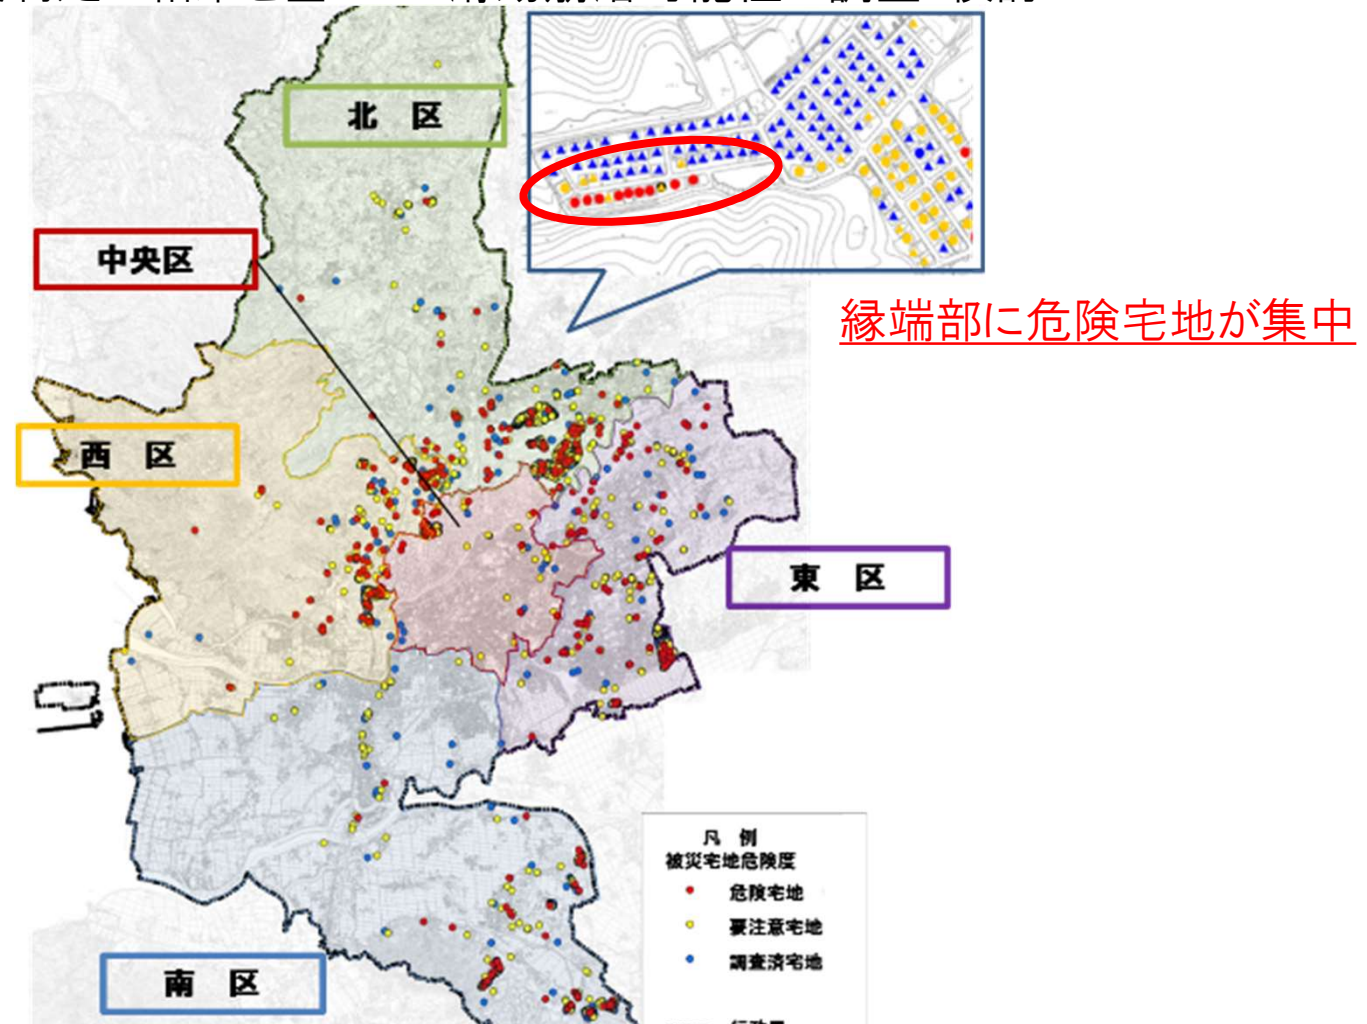 北　区
中央区
縁端部に危険宅地が集中
西　区
東　区
凡　例
被災宅地危険度
危険宅地
要注意宅地
調査済宅地
南　区